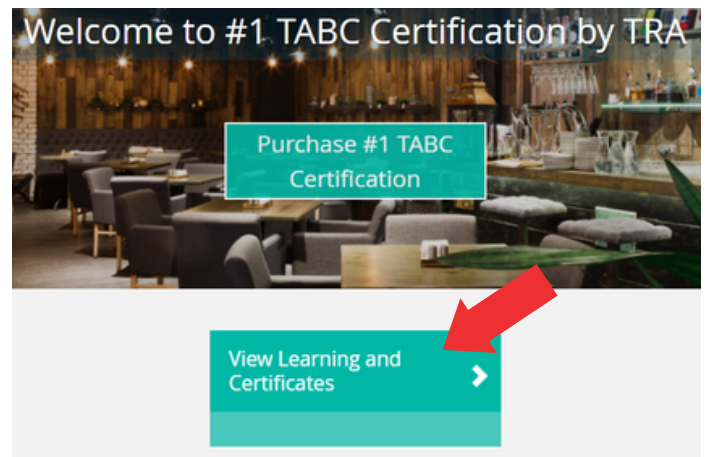 Welcome to #1 TABC Certification by TRA
Purchase #1 TABC
Certification
View Learning and
Certificates